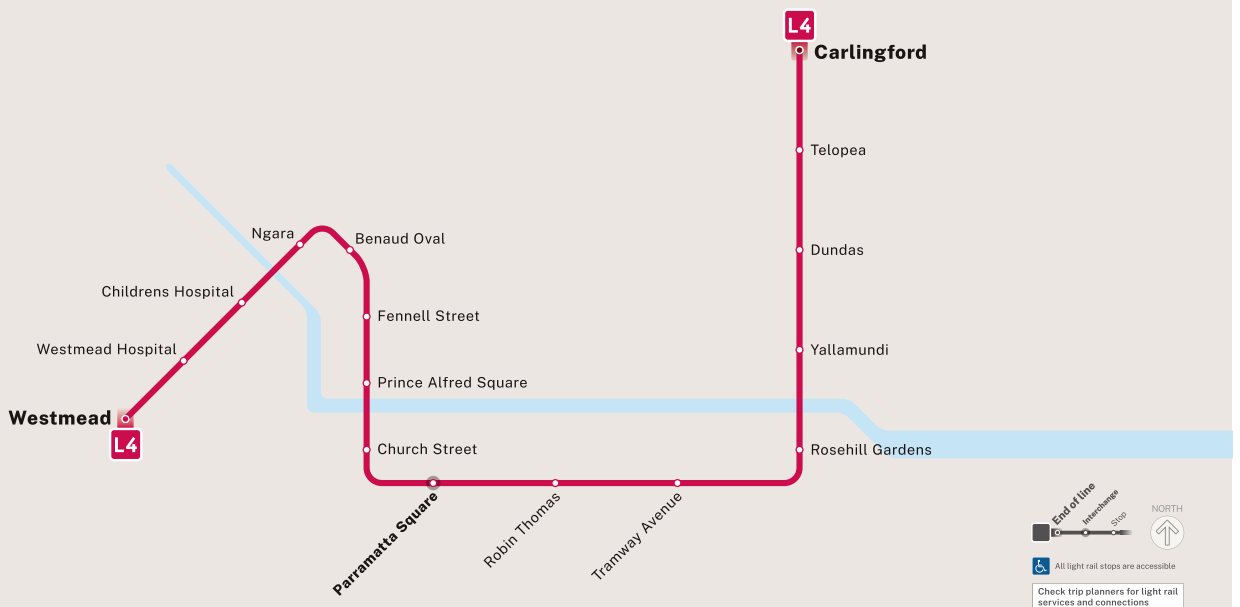 L4
Carlingford
Telopea
Ngara
Benaud Oval
Dundas
Childrens Hospital
Fennell Street
Westmead Hospital
Yallamundi
Prince Alfred Square
Westmead
L4
Church Street
Rosehill Gardens
Parramatta Square
Robin Thomas
Tramway Avenue
End of line
Interchange
Stop
NORTH
All light rail stops are accessible
Check trip planners for light rail
services and connections